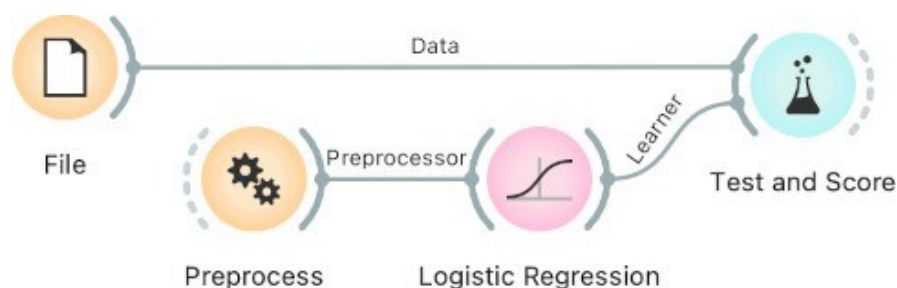 Data
File
Preprocessor
Learner
Test and Score
Preprocess
Logistic Regression